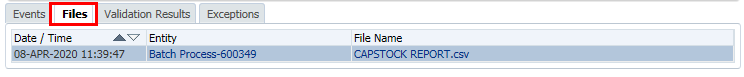 Events Files Validation Results Exceptions
Date / Time Entity File Name
08-APR-2020 11:39:47 Batch Process-600349 CAPSTOCK REPORT.csv